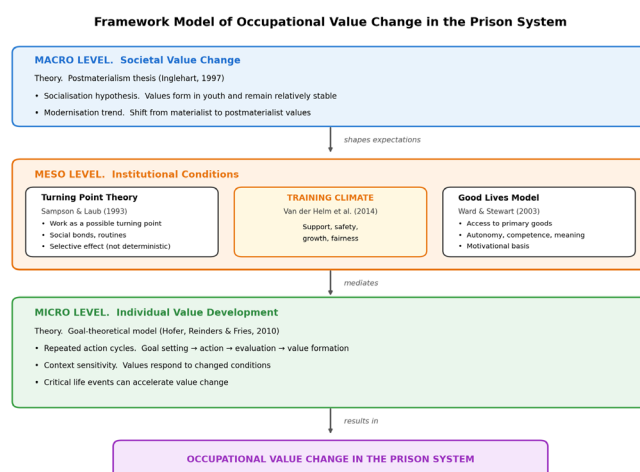 Framework Model of Occupational Value Change in the Prison System
MACRO LEVEL.  Societal Value Change
Theory.  Postmaterialism thesis (Inglehart, 1997)
•  Socialisation hypothesis.  Values form in youth and remain relatively stable
•  Modernisation trend.  Shift from materialist to postmaterialist values
shapes expectations
MESO LEVEL.  Institutional Conditions
Turning Point Theory
Sampson & Laub (1993)
•  Work as a possible turning point
•  Social bonds, routines
•  Selective effect (not deterministic)
TRAINING CLIMATE
Van der Helm et al. (2014)
Support, safety,
growth, fairness
Good Lives Model
Ward & Stewart (2003)
•  Access to primary goods
•  Autonomy, competence, meaning
•  Motivational basis
mediates
MICRO LEVEL.  Individual Value Development
Theory.  Goal-theoretical model (Hofer, Reinders & Fries, 2010)
•  Repeated action cycles.  Goal setting → action → evaluation → value formation
•  Context sensitivity.  Values respond to changed conditions
•  Critical life events can accelerate value change
results in
OCCUPATIONAL VALUE CHANGE IN THE PRISON SYSTEM